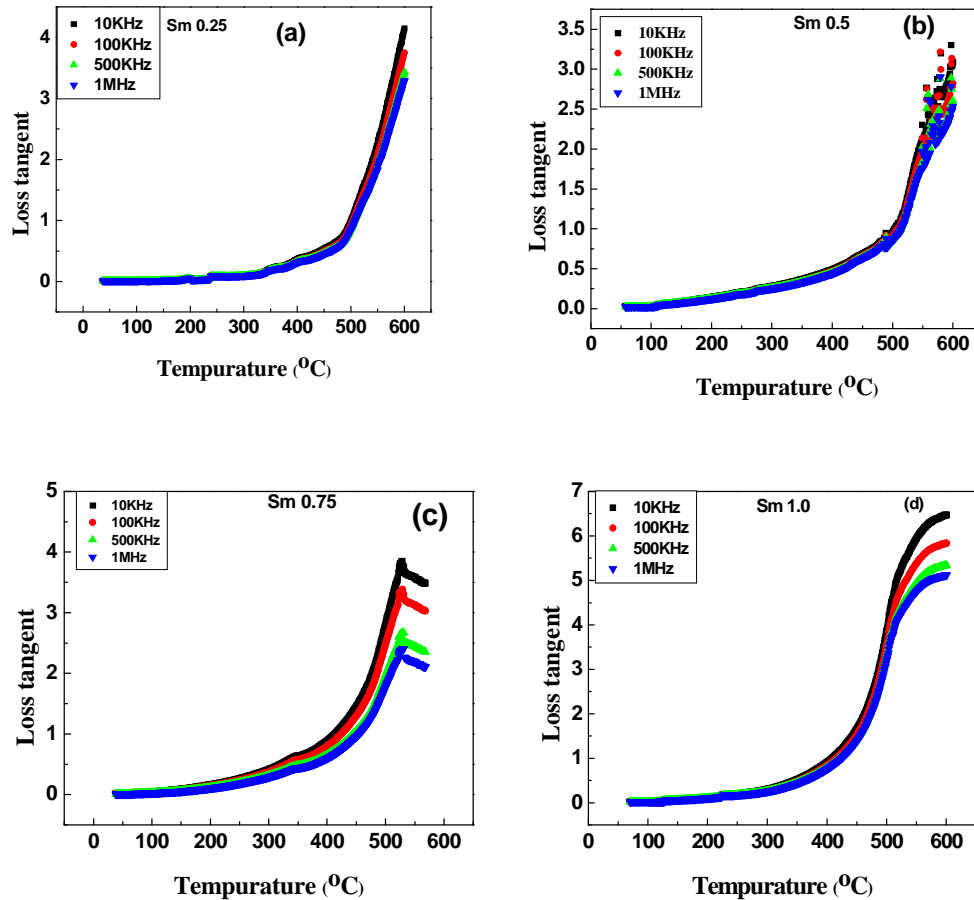 Sm 0.25
(a)
10KHz
100KHz
500KHz
1MHz
Loss tangent
4
3
2
1
0
0 100 200 300 400 500 600
Tempurature (ºC)
Sm 0.5
(b)
10KHz
100KHz
500KHz
1MHz
Loss tangent
3.5
3.0
2.5
2.0
1.5
1.0
0.5
0.0
0 100 200 300 400 500 600
Tempurature (ºC)
Sm 0.75
(c)
10KHz
100KHz
500KHz
1MHz
Loss tangent
5
4
3
2
1
0
0 100 200 300 400 500 600
Tempurature (ºC)
Sm 1.0
(d)
10KHz
100KHz
500KHz
1MHz
Loss tangent
7
6
5
4
3
2
1
0
0 100 200 300 400 500 600
Tempurature (ºC)